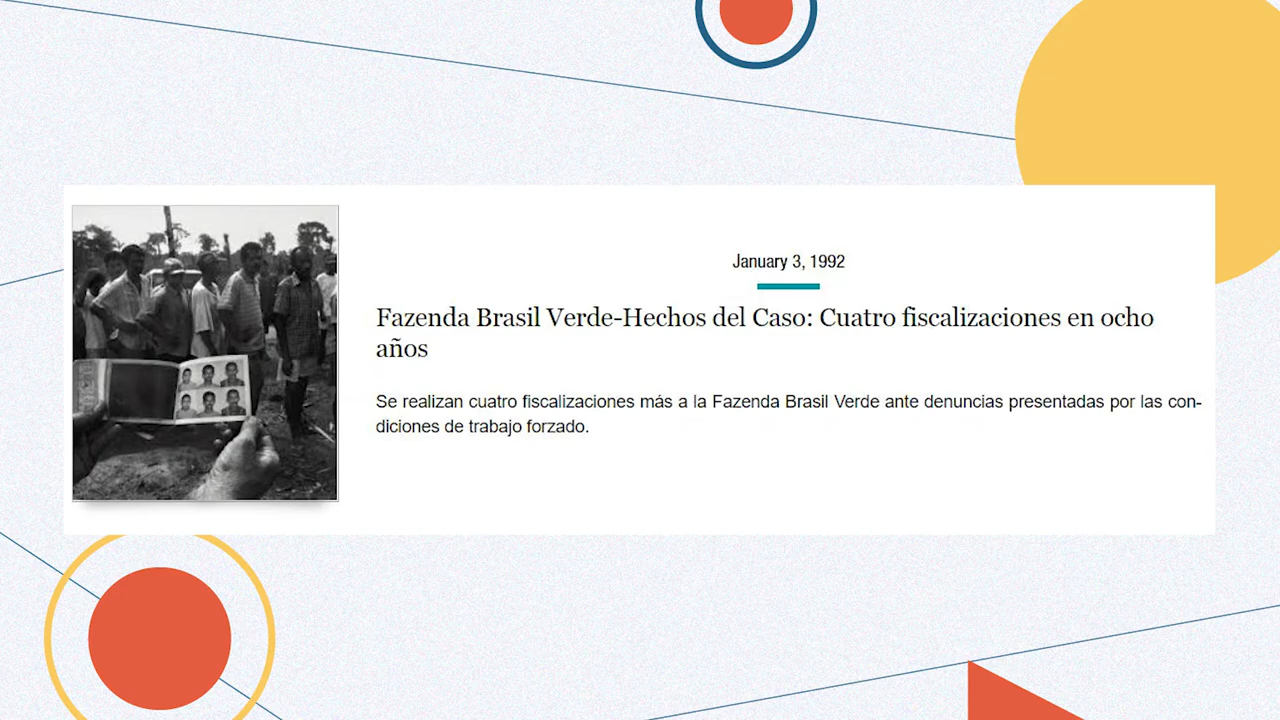 January 3, 1992
Fazenda Brasil Verde-Hechos del Caso: Cuatro fiscalizaciones en ocho
años
Se realizan cuatro fiscalizaciones más a la Fazenda Brasil Verde ante denuncias presentadas por las con-
diciones de trabajo forzado.